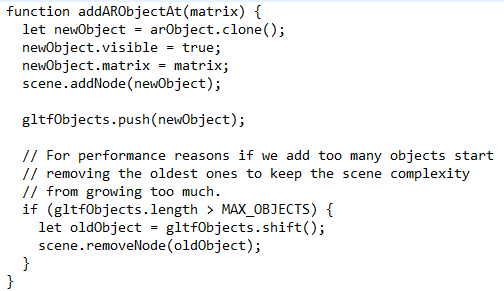 function addARObjectAt(matrix) {
  let newObject = arObject.clone();
  newObject.visible = true;
  newObject.matrix = matrix;
  scene.addNode(newObject);

  gltfObjects.push(newObject);

  // For performance reasons if we add too many objects start
  // removing the oldest ones to keep the scene complexity
  // from growing too much.
  if (gltfObjects.length > MAX_OBJECTS) {
    let oldObject = gltfObjects.shift();
    scene.removeNode(oldObject);
  }
}